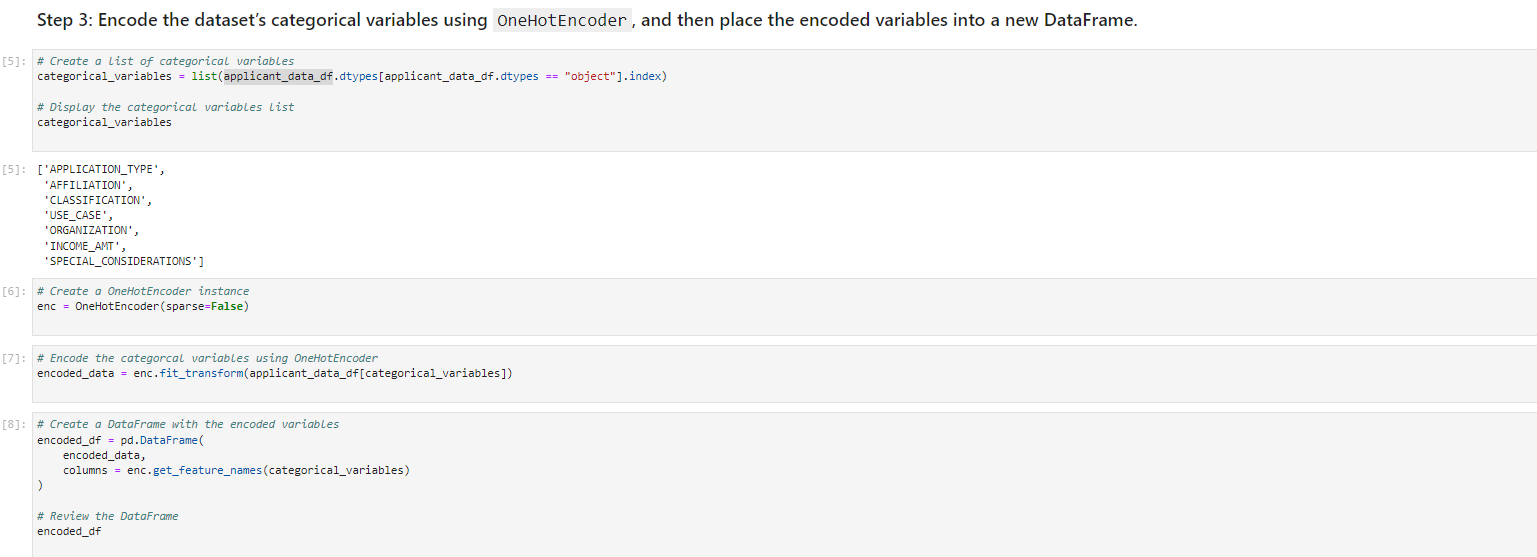 Step 3: Encode the dataset’s categorical variables using OneHotEncoder, and then place the encoded variables into a new DataFrame.
[5]: # Create a list of categorical variables
categorical_variables = list(applicant_data_df.dtypes[applicant_data_df.dtypes == "object"].index)
# Display the categorical variables list
categorical_variables
[5]: ['APPLICATION_TYPE',
'AFFILIATION',
'CLASSIFICATION',
'USE_CASE',
'ORGANIZATION',
'INCOME_AMT',
'SPECIAL_CONSIDERATIONS']
[6]: # Create a OneHotEncoder instance
enc = OneHotEncoder(sparse=False)
[7]: # Encode the categorcal variables using OneHotEncoder
encoded_data = enc.fit_transform(applicant_data_df[categorical_variables])
[8]: # Create a DataFrame with the encoded variables
encoded_df = pd.DataFrame(
encoded_data,
columns = enc.get_feature_names(categorical_variables)
)
# Review the DataFrame
encoded_df